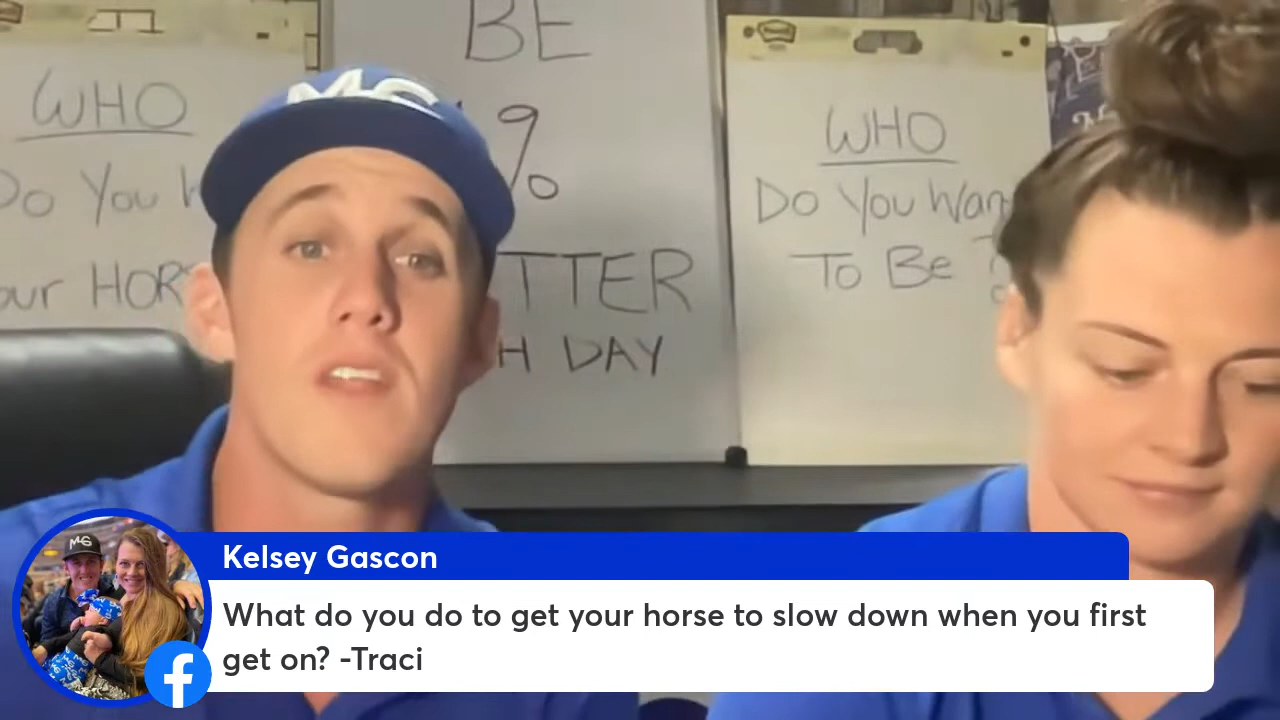 WHO
Do You
HOR
BE
%
TTER
H DAY
WHO
Do You Wan
To Be ?
MG
Kelsey Gascon
What do you do to get your horse to slow down when you first
get on? -Traci